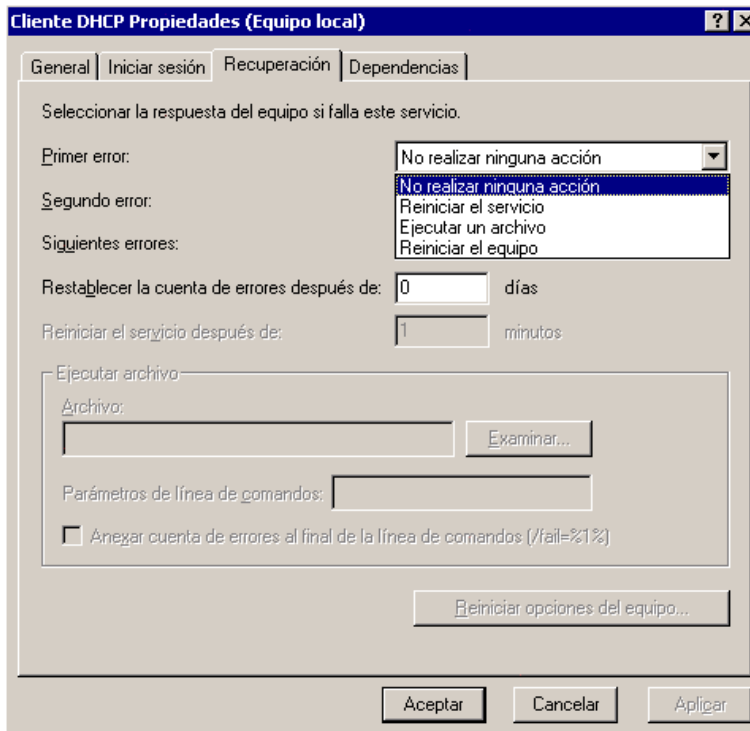 Cliente DHCP Propiedades (Equipo local)
General Iniciar sesión Recuperación Dependencias
Seleccionar la respuesta del equipo si falla este servicio.
Primer error: No realizar ninguna acción
No realizar ninguna acción
Segundo error: Reiniciar el servicio
Ejecutar un archivo
Siguientes errores: Reiniciar el equipo
Restablecer la cuenta de errores después de: 0 días
Reiniciar el servicio después de: 1 minutos
Ejecutar archivo
Archivo:
Examinar...
Parámetros de línea de comandos:
Anexar cuenta de errores al final de la línea de comandos (/fail=%1%)
Reiniciar opciones del equipo...
Aceptar Cancelar Aplicar